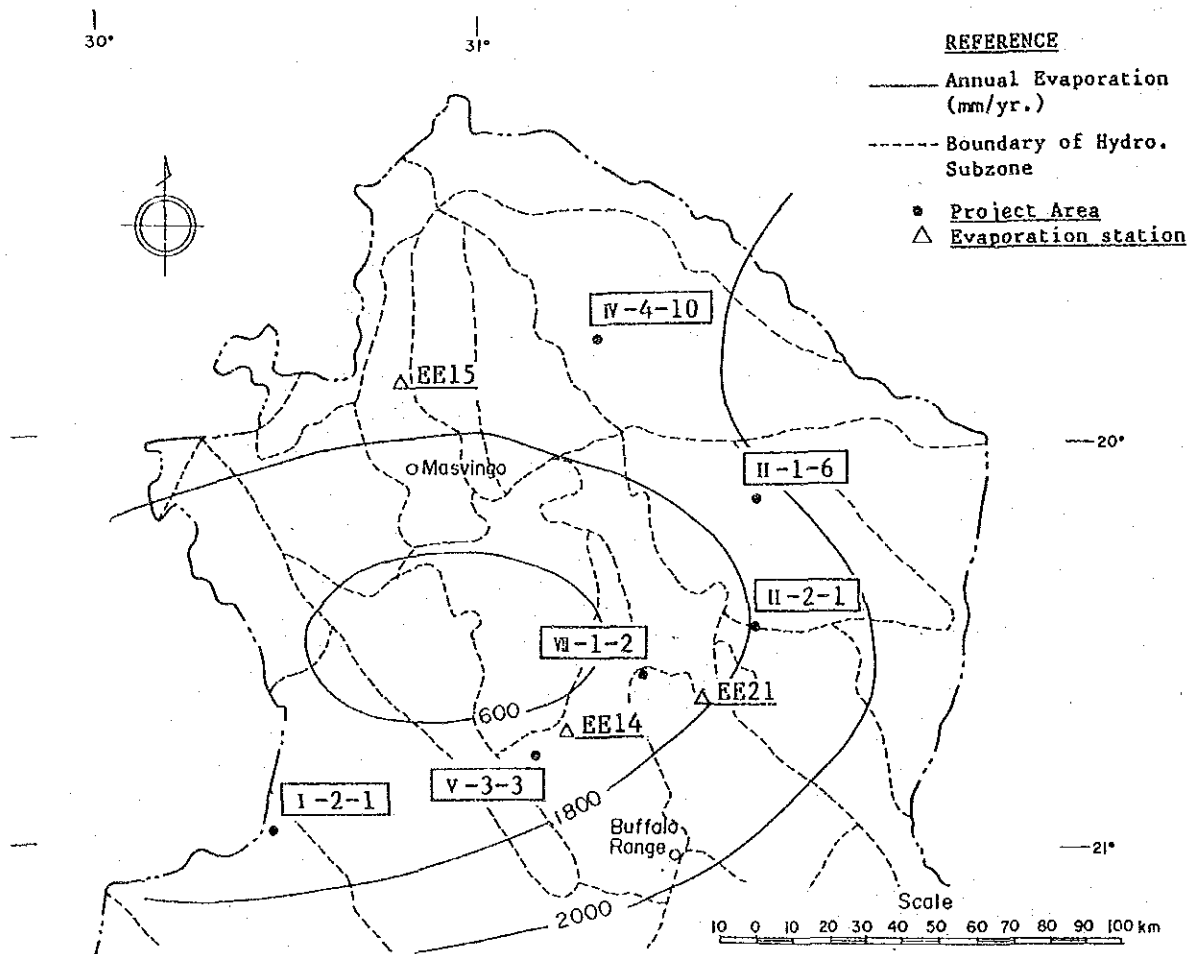 30°
31°
REFERENCE
Annual Evaporation
(mm/yr.)
Boundary of Hydro.
Subzone
Project Area
Evaporation station
IV-4-10
EE15
20°
Masvingo
II-1-6
II-2-1
VII-1-2
EE21
600
EE14
V-3-3
I-2-1
1800
Buffalo
Range
21°
2000
Scale
10 0 10 20 30 40 50 60 70 80 90 100 km